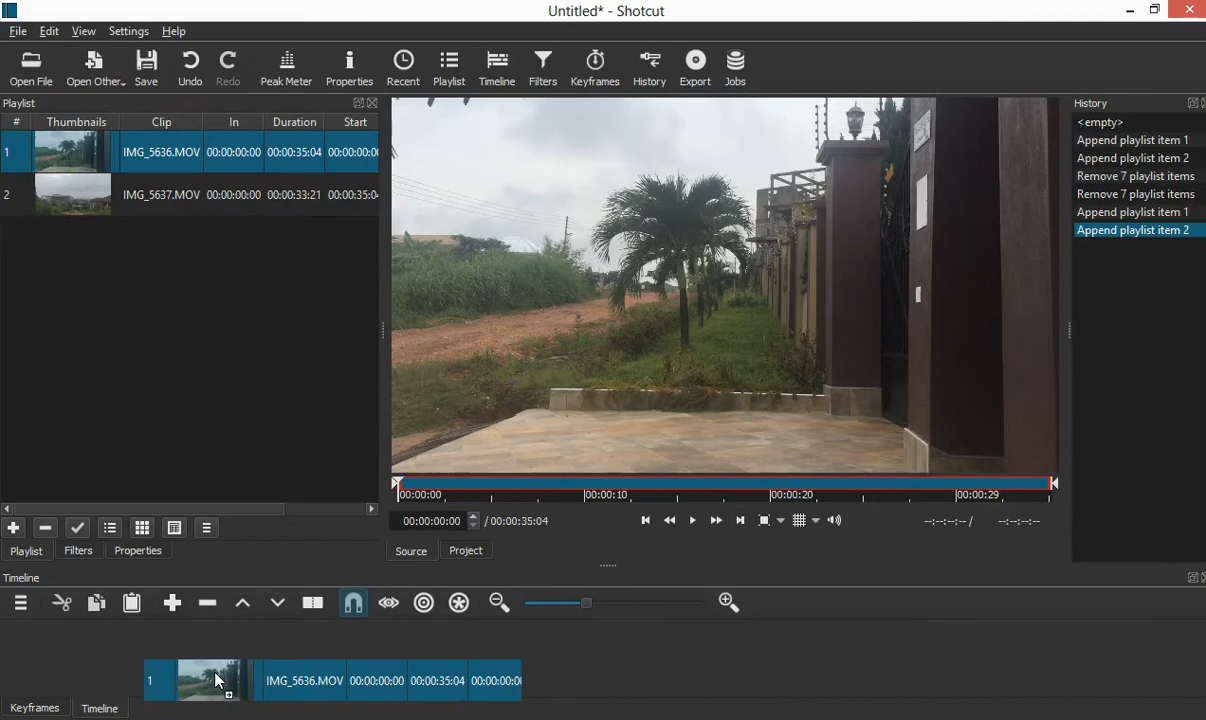 Untitled* - Shotcut
File Edit View Settings Help
Open File Open Other Save Undo Redo Peak Meter Properties Recent Playlist Timeline Filters Keyframes History Export Jobs
Playlist
# Thumbnails Clip In Duration Start
1 IMG_5636.MOV 00:00:00:00 00:00:35:04 00:00:00:0
2 IMG_5637.MOV 00:00:00:00 00:00:33:21 00:00:35:0
History
<empty>
Append playlist item 1
Append playlist item 2
Remove 7 playlist items
Remove 7 playlist items
Append playlist item 1
Append playlist item 2
00:00:00 00:00:10 00:00:20 00:00:29
00:00:00:00 / 00:00:35:04 --:--:--:-- / --:--:--:--
Playlist Filters Properties
Source Project
Timeline
1 IMG_5636.MOV 00:00:00:00 00:00:35:04 00:00:00:0
Keyframes Timeline